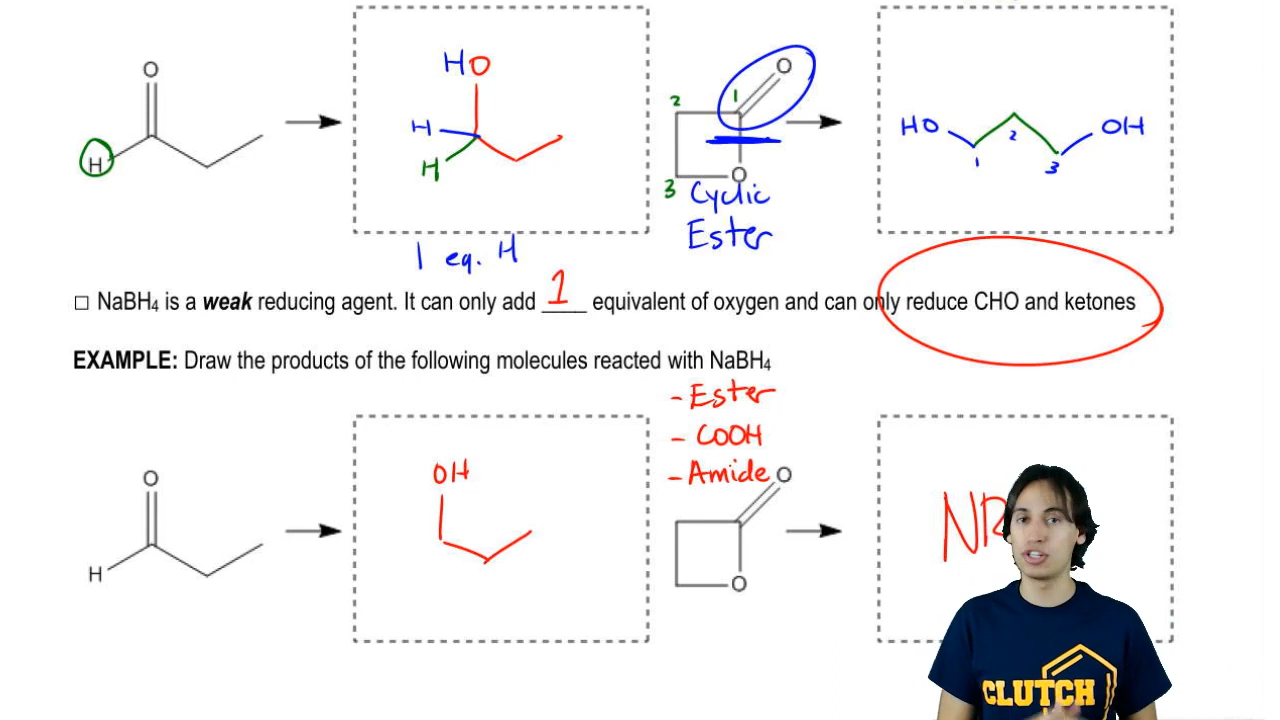 O
H
HO
H
H
1 eq. H
2
1
O
3
O
Cyclic
Ester
HO
OH
1
2
3
□ NaBH4 is a weak reducing agent. It can only add 1 equivalent of oxygen and can only reduce CHO and ketones
EXAMPLE: Draw the products of the following molecules reacted with NaBH4
- Ester
- COOH
- Amide
O
H
OH
O
O
CLUTCH